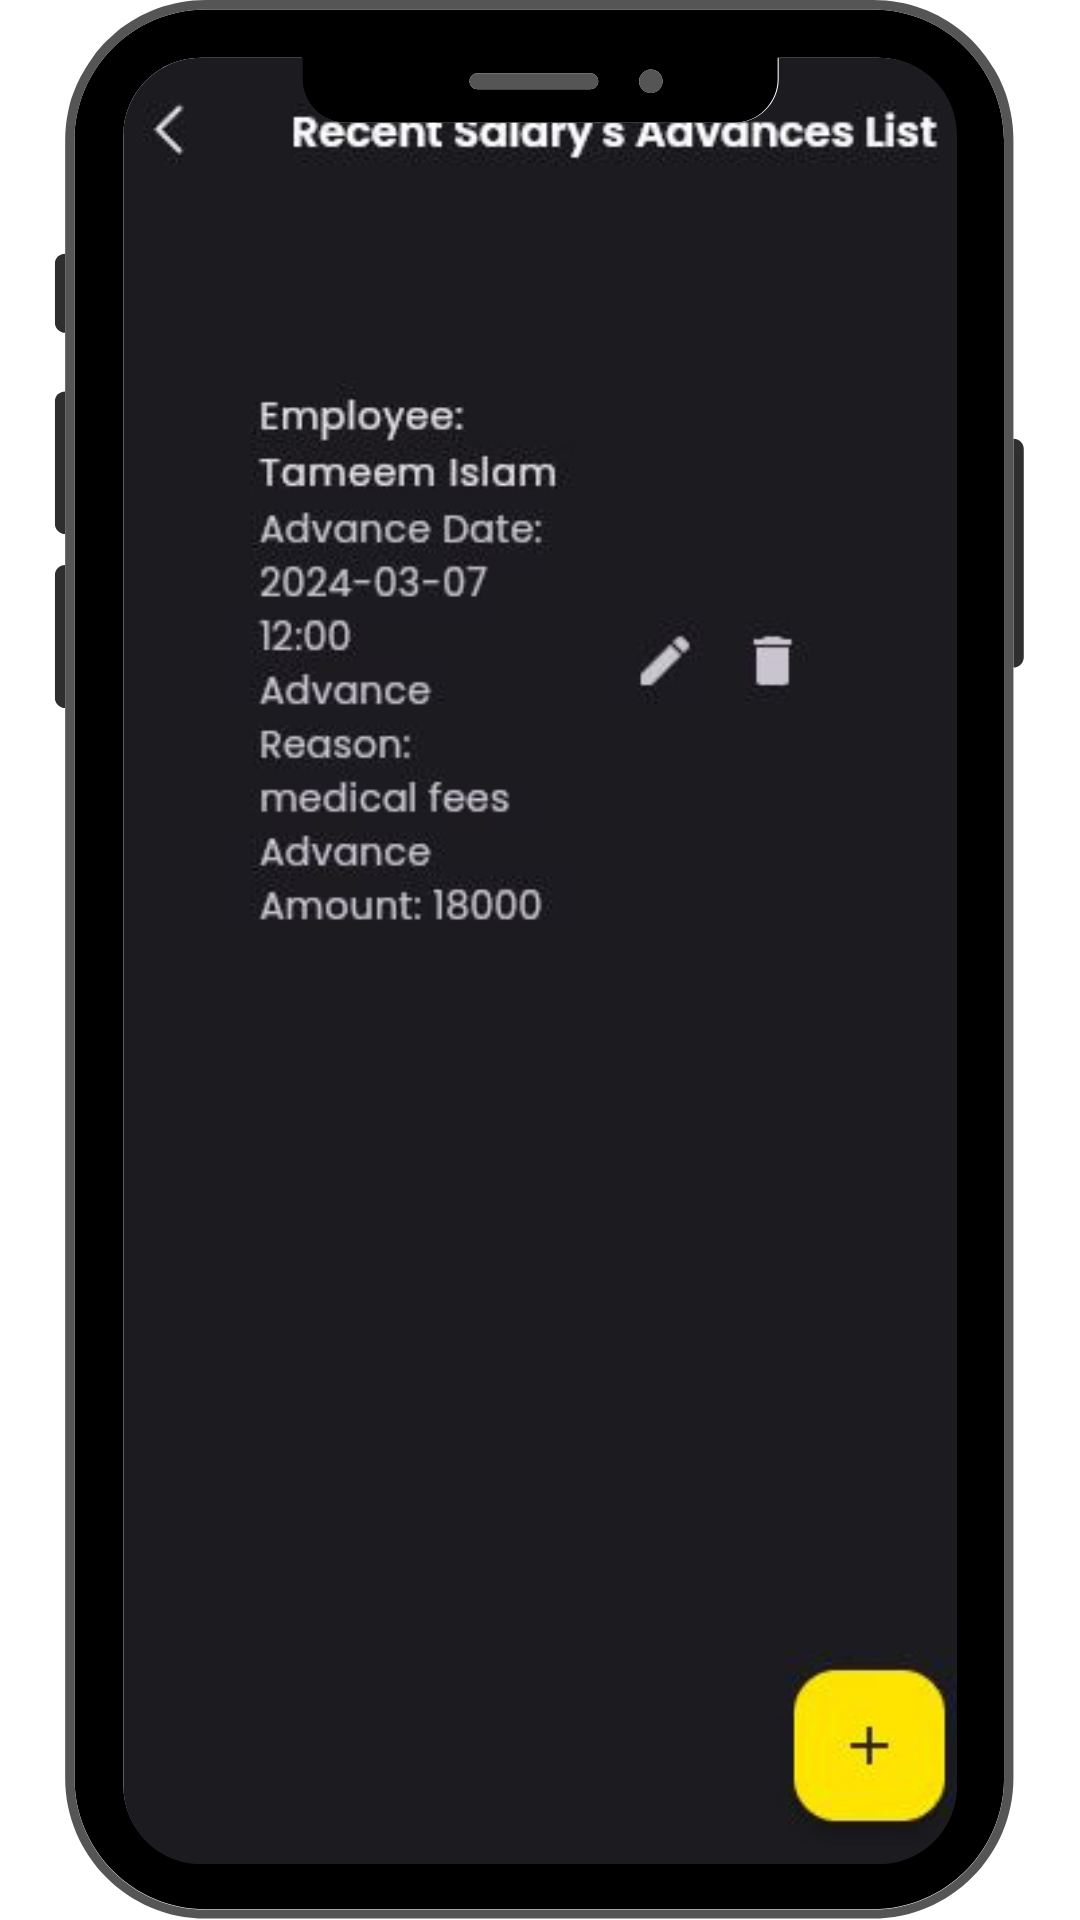 Recent Salary's Advances List
Employee:
Tameem Islam
Advance Date:
2024-03-07
12:00
Advance
Reason:
medical fees
Advance
Amount: 18000